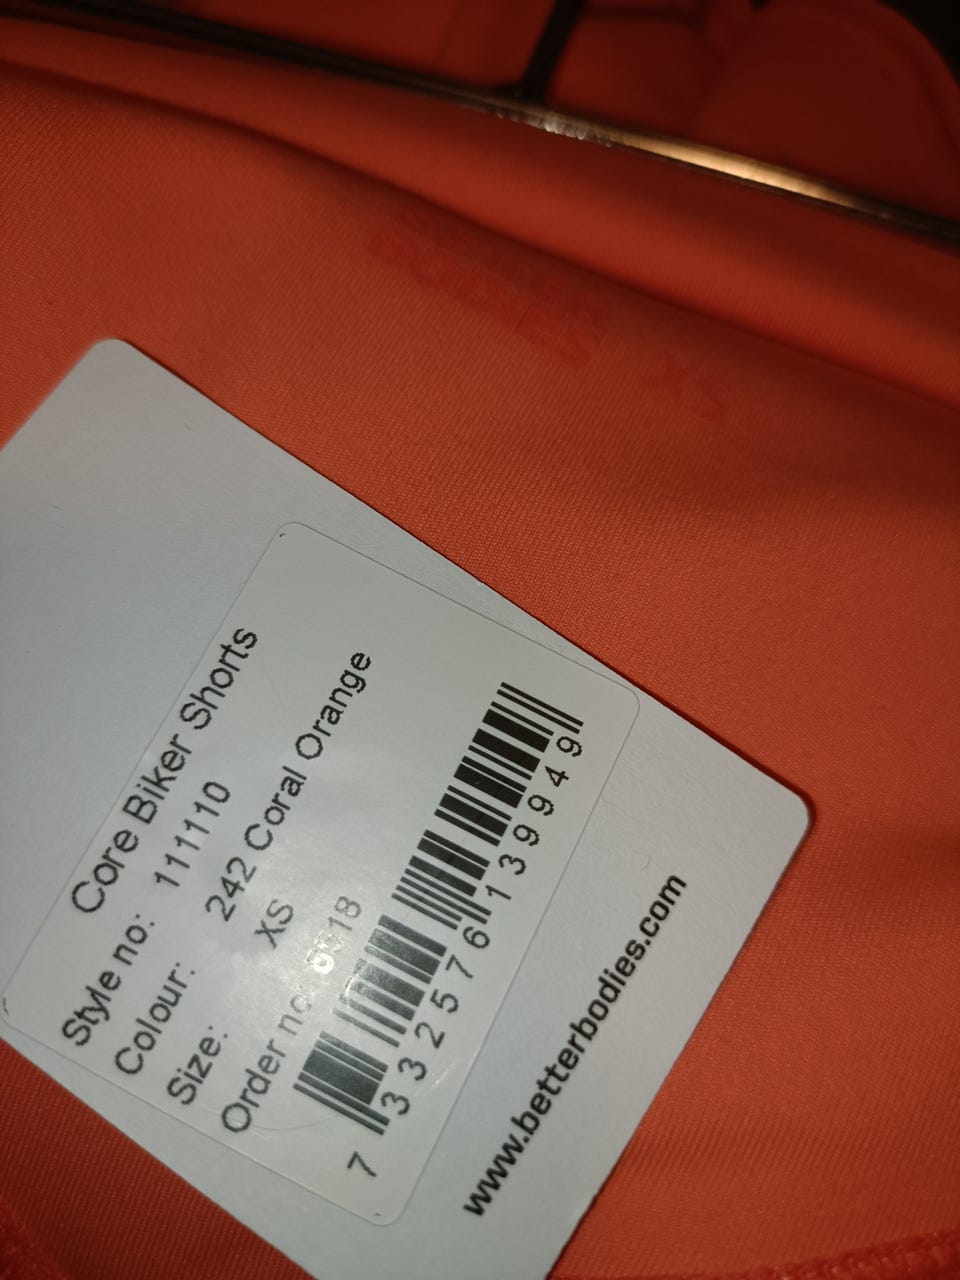 XS
Core Biker Shorts
Style no: 111110
Colour: 242 Coral Orange
Size: XS
Order no:
7 332576 139949
www.betterbodies.com